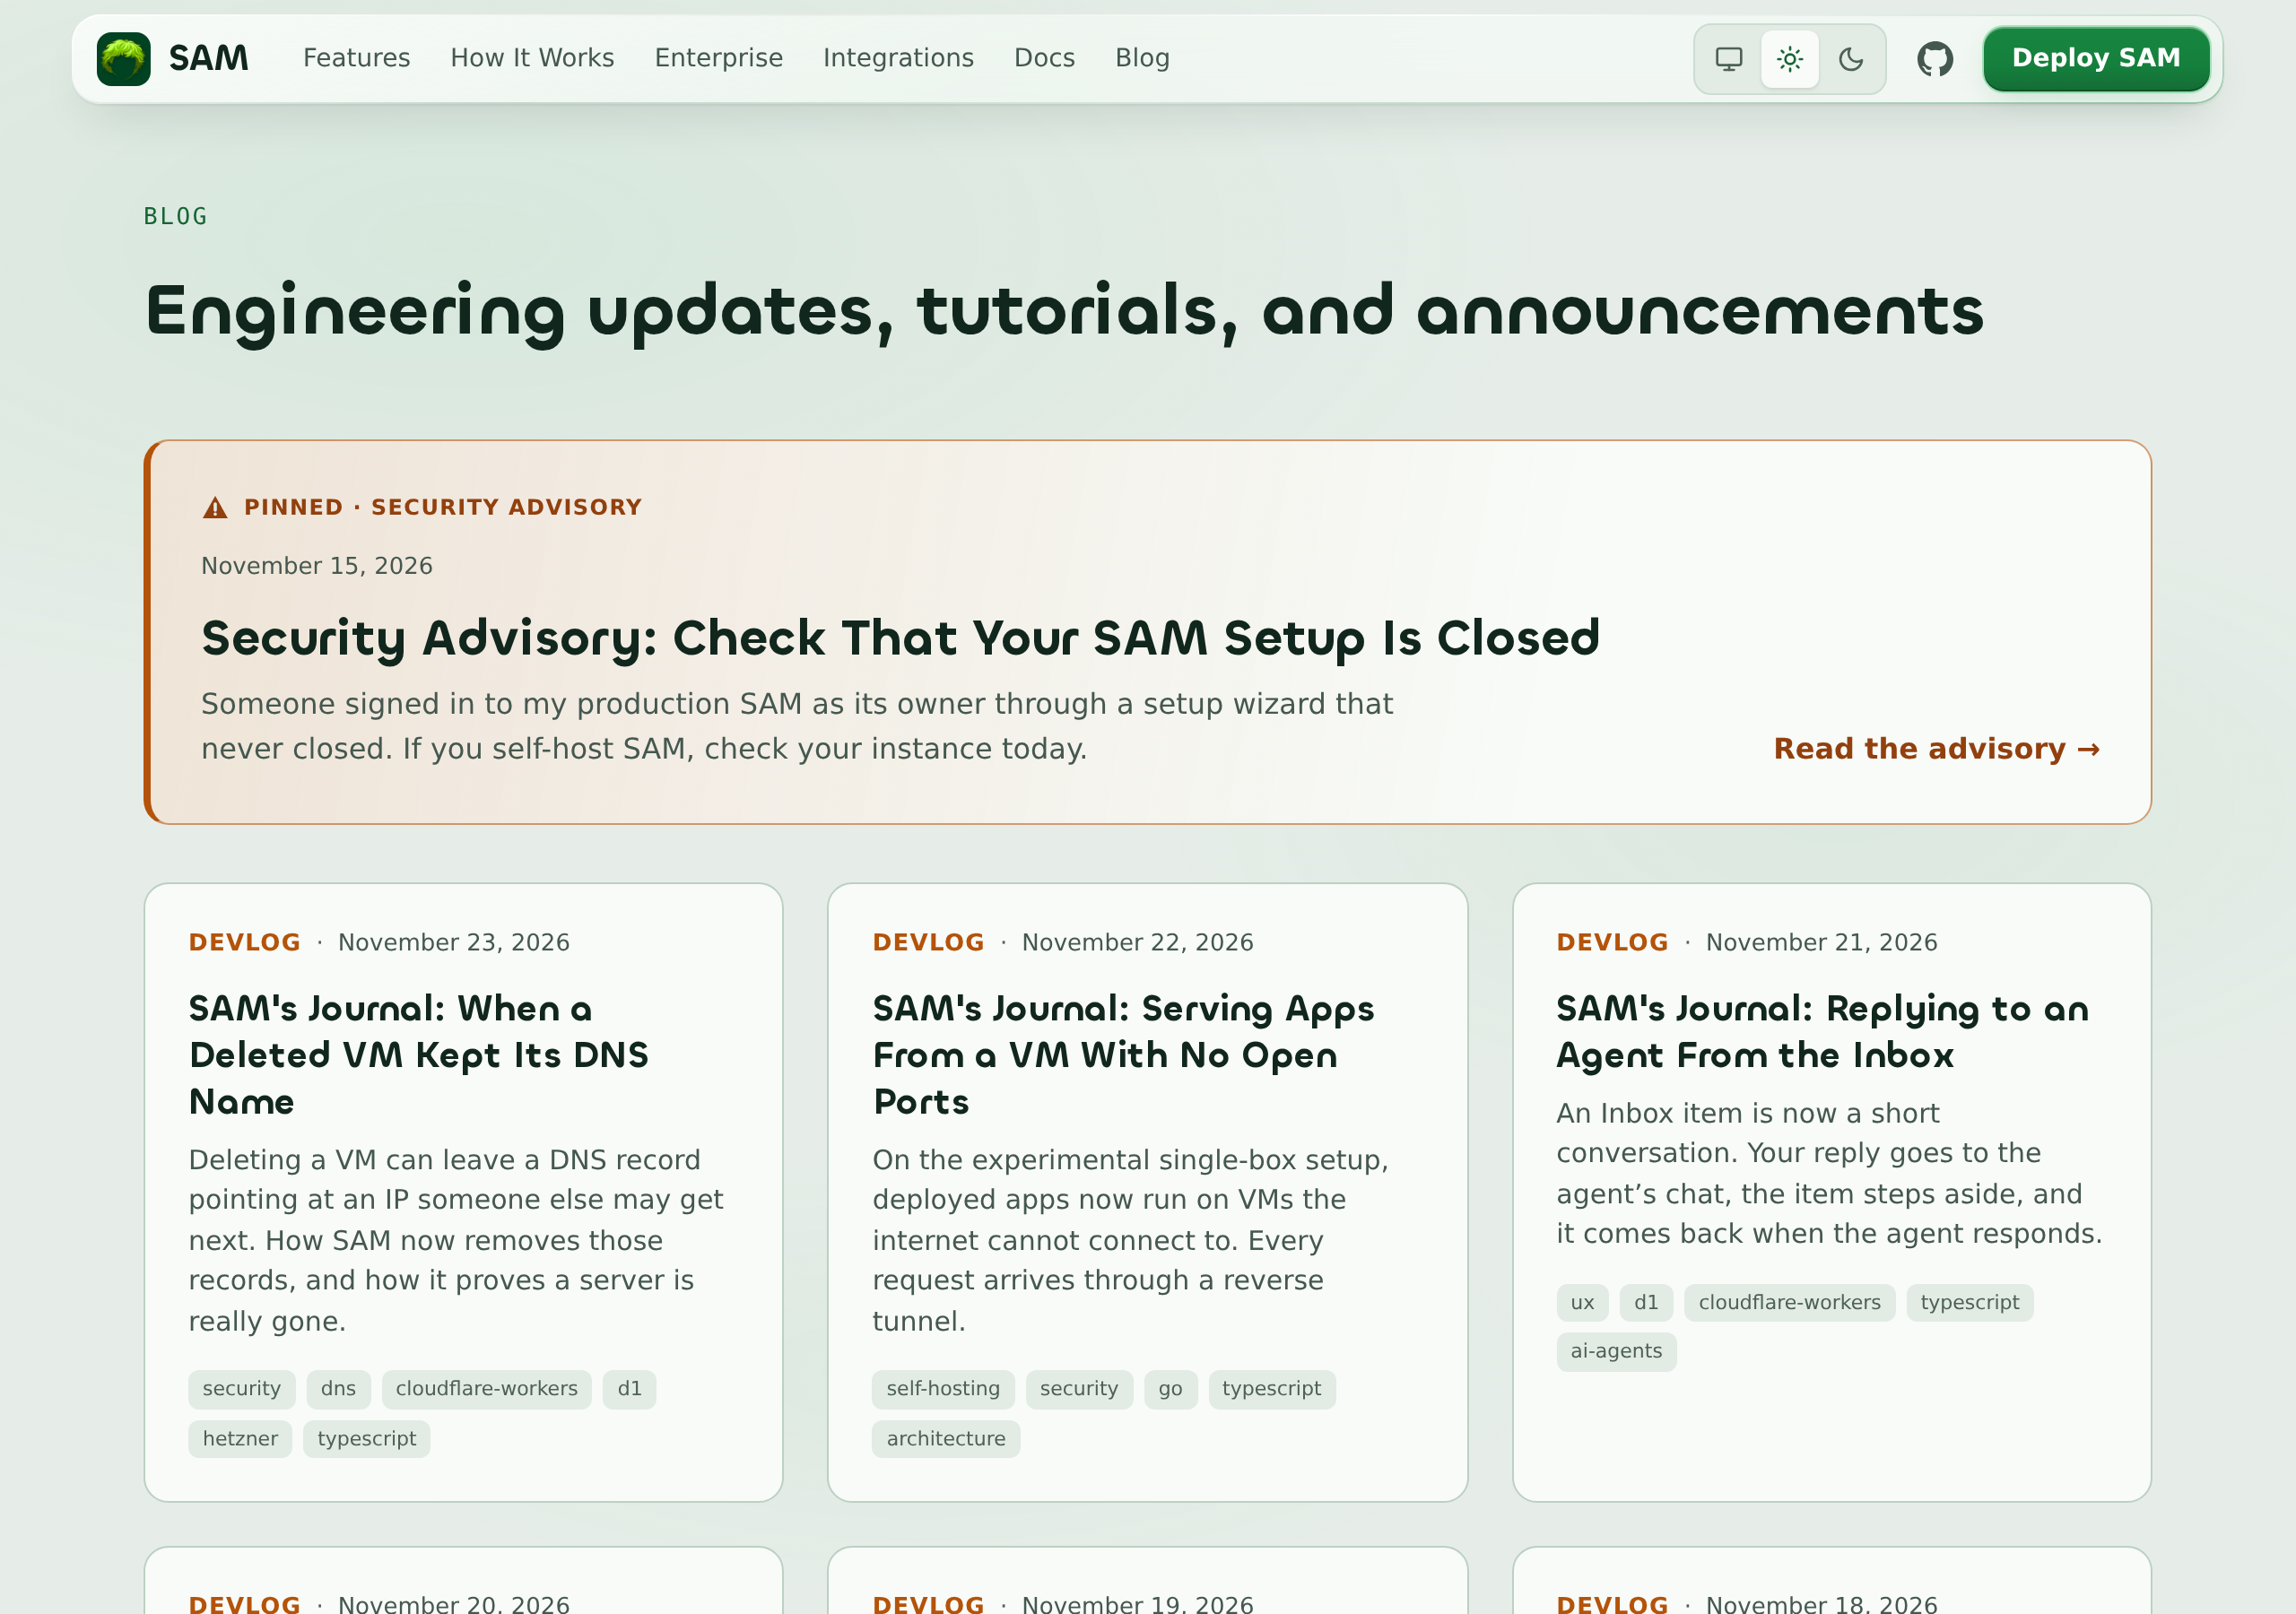 SAM
Features
How It Works
Enterprise
Integrations
Docs
Blog
Deploy SAM
BLOG
Engineering updates, tutorials, and announcements
PINNED · SECURITY ADVISORY
November 15, 2026
Security Advisory: Check That Your SAM Setup Is Closed
Someone signed in to my production SAM as its owner through a setup wizard that
never closed. If you self-host SAM, check your instance today.
Read the advisory →
DEVLOG · November 23, 2026
SAM's Journal: When a
Deleted VM Kept Its DNS
Name
Deleting a VM can leave a DNS record
pointing at an IP someone else may get
next. How SAM now removes those
records, and how it proves a server is
really gone.
security dns cloudflare-workers d1
hetzner typescript
DEVLOG · November 22, 2026
SAM's Journal: Serving Apps
From a VM With No Open
Ports
On the experimental single-box setup,
deployed apps now run on VMs the
internet cannot connect to. Every
request arrives through a reverse
tunnel.
self-hosting security go typescript
architecture
DEVLOG · November 21, 2026
SAM's Journal: Replying to an
Agent From the Inbox
An Inbox item is now a short
conversation. Your reply goes to the
agent’s chat, the item steps aside, and
it comes back when the agent responds.
ux d1 cloudflare-workers typescript
ai-agents
DEVLOG · November 20, 2026
DEVLOG · November 19, 2026
DEVLOG · November 18, 2026